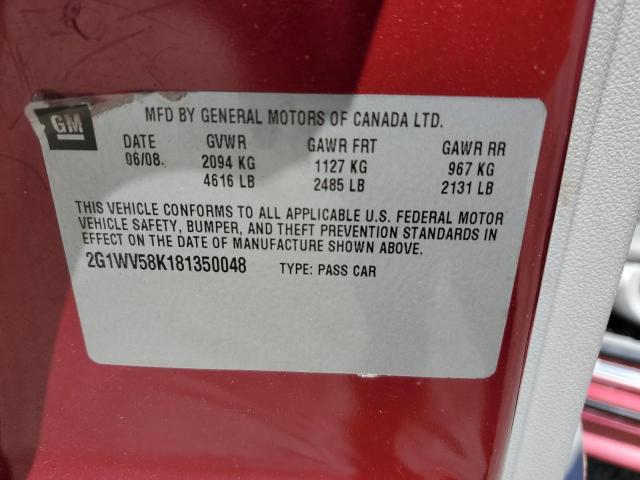 GM
MFD BY GENERAL MOTORS OF CANADA LTD.
DATE GVWR GAWR FRT GAWR RR
06/08. 2094 KG 1127 KG 967 KG
4616 LB 2485 LB 2131 LB
THIS VEHICLE CONFORMS TO ALL APPLICABLE U.S. FEDERAL MOTOR
VEHICLE SAFETY, BUMPER, AND THEFT PREVENTION STANDARDS IN
EFFECT ON THE DATE OF MANUFACTURE SHOWN ABOVE.
2G1WV58K181350048 TYPE: PASS CAR